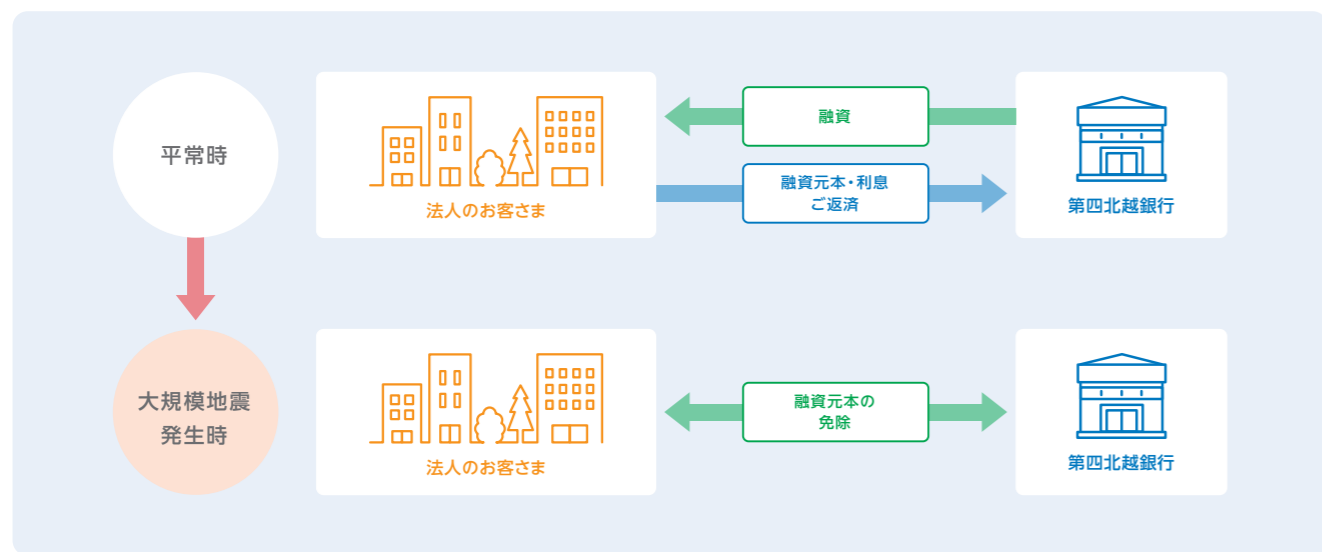 平常時
法人のお客さま
融資
融資元本・利息
ご返済
第四北越銀行
大規模地震
発生時
法人のお客さま
融資元本の
免除
第四北越銀行